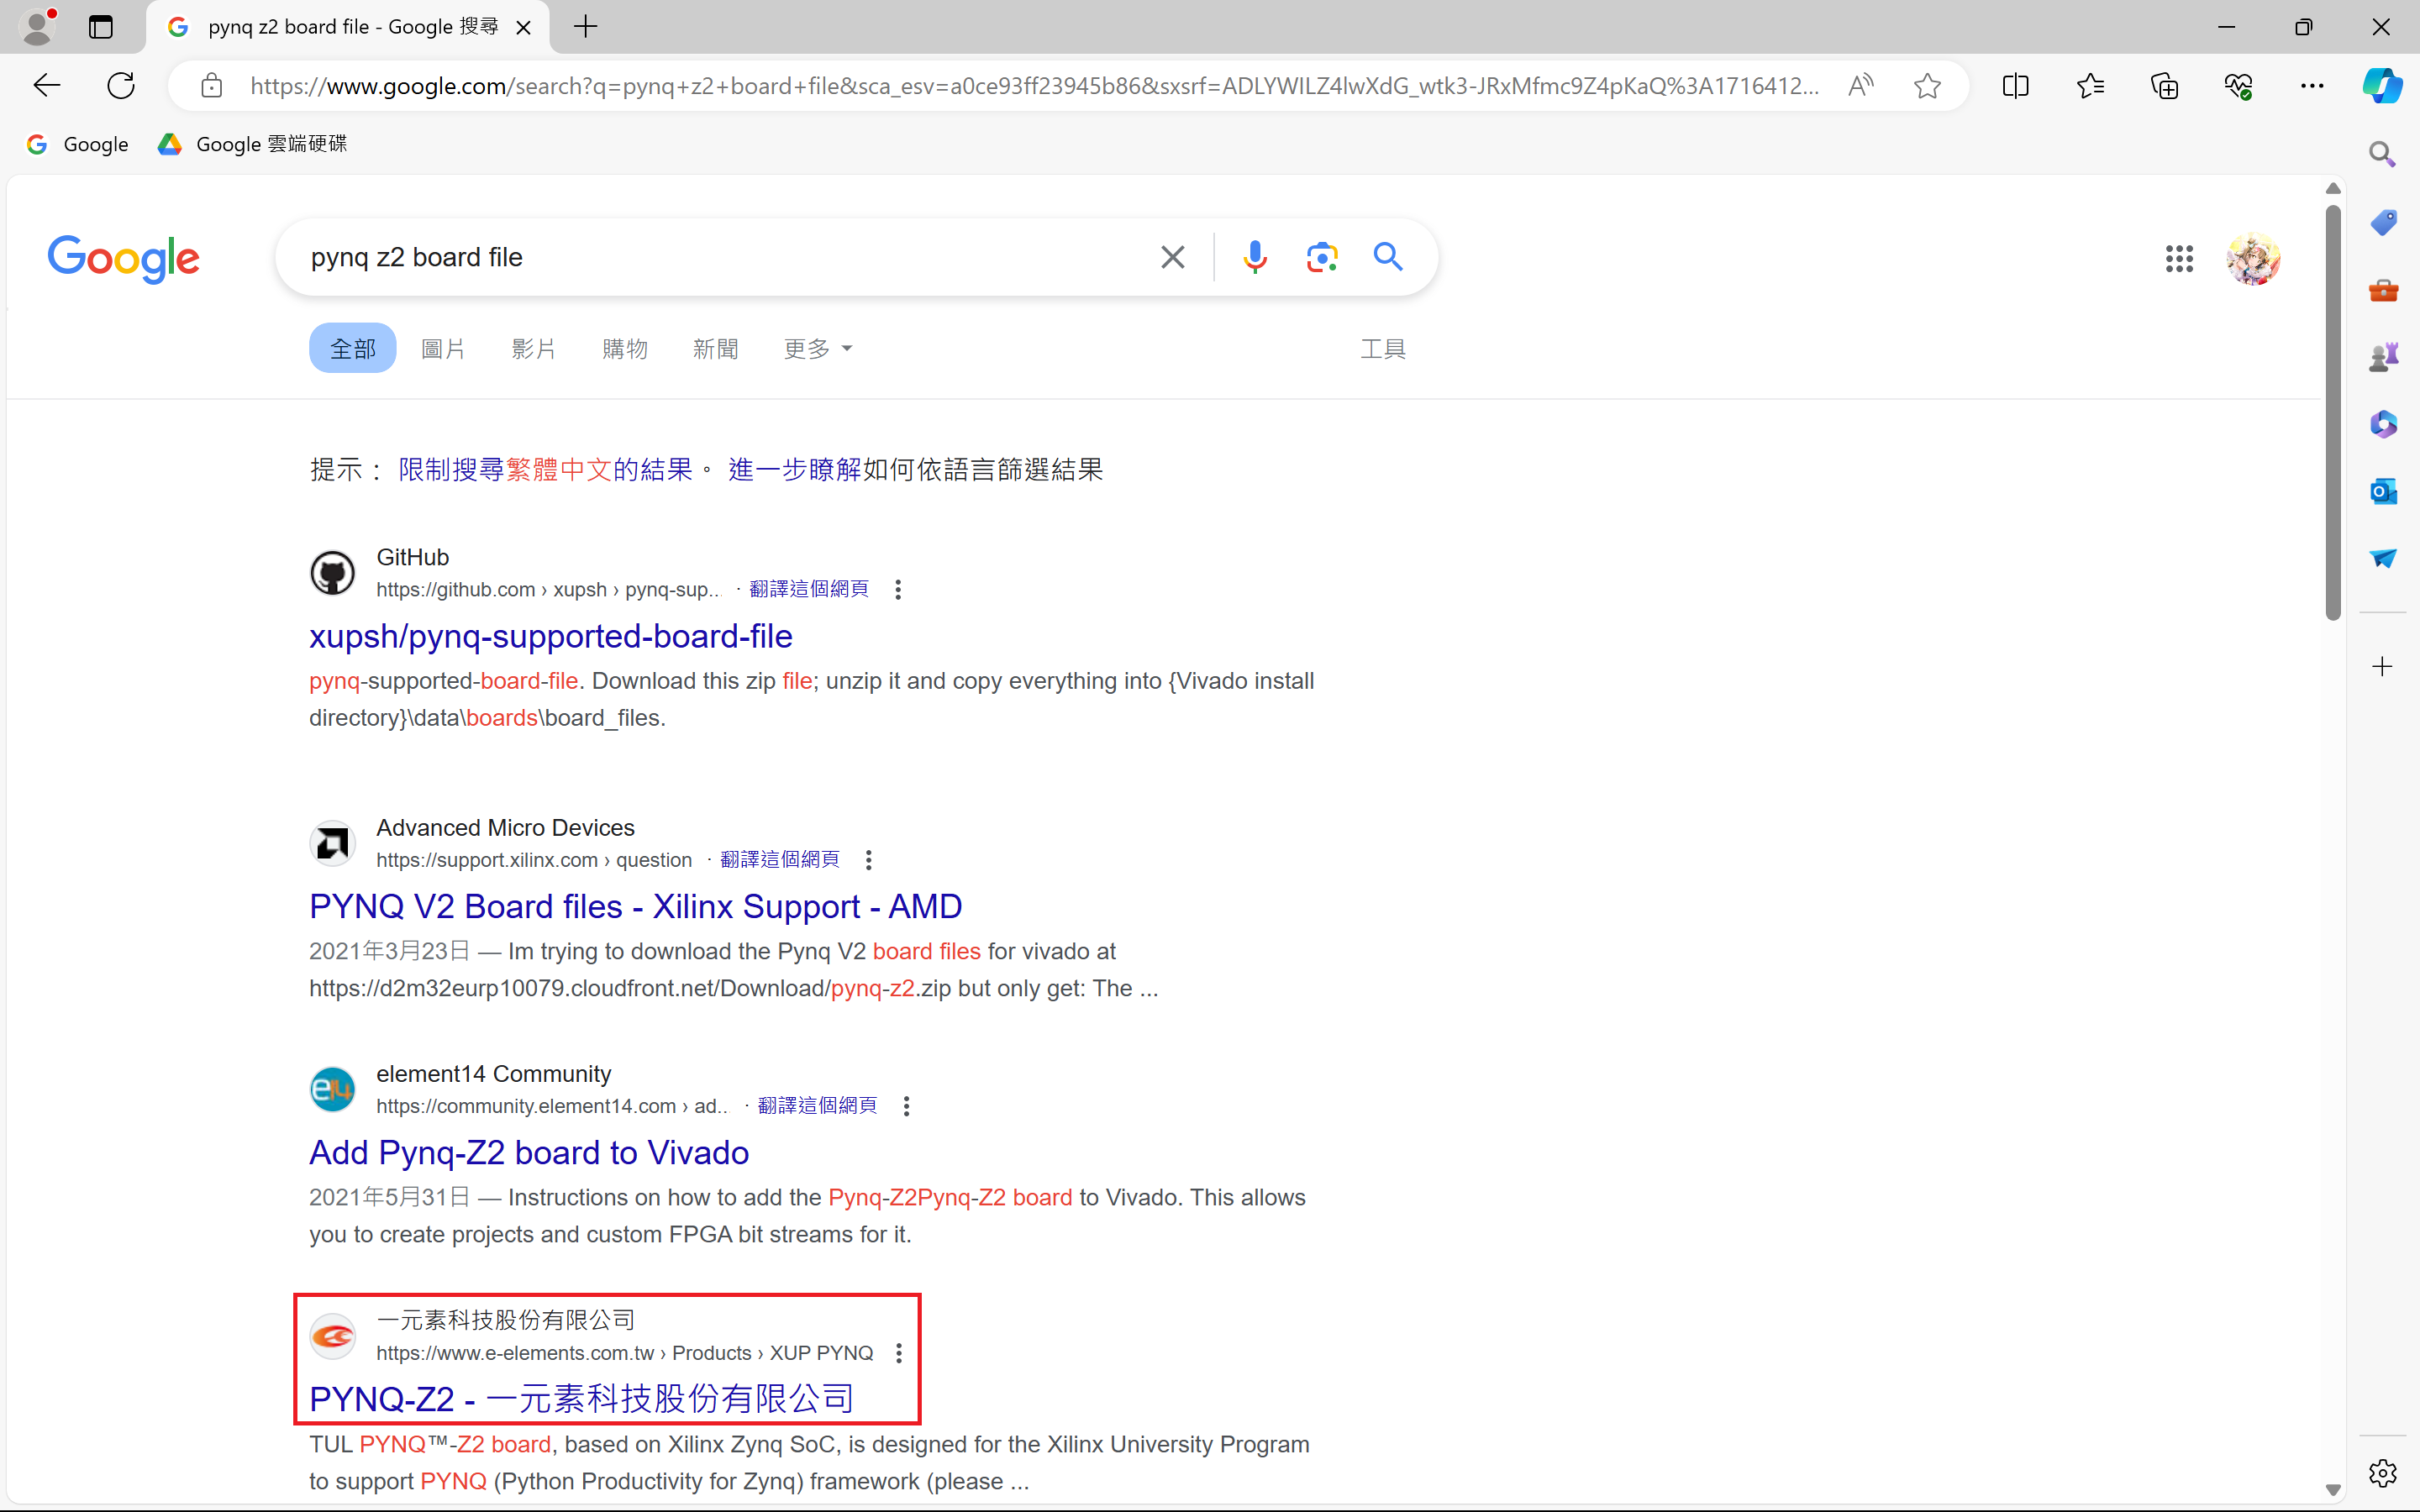 pynq z2 board file - Google 搜尋
https://www.google.com/search?q=pynq+z2+board+file&sca_esv=a0ce93ff23945b86&sxsrf=ADLYWILZ4lwXdG_wtk3-JRxMfmc9Z4pKaQ%3A1716412...
Google
Google 雲端硬碟
Google
pynq z2 board file
全部 圖片 影片 購物 新聞 更多 工具
提示： 限制搜尋繁體中文的結果。 進一步瞭解如何依語言篩選結果
GitHub
https://github.com › xupsh › pynq-sup... · 翻譯這個網頁
xupsh/pynq-supported-board-file
pynq-supported-board-file. Download this zip file; unzip it and copy everything into {Vivado install
directory}\data\boards\board_files.
Advanced Micro Devices
https://support.xilinx.com › question · 翻譯這個網頁
PYNQ V2 Board files - Xilinx Support - AMD
2021年3月23日 — Im trying to download the Pynq V2 board files for vivado at
https://d2m32eurp10079.cloudfront.net/Download/pynq-z2.zip but only get: The ...
e14
element14 Community
https://community.element14.com › ad... · 翻譯這個網頁
Add Pynq-Z2 board to Vivado
2021年5月31日 — Instructions on how to add the Pynq-Z2Pynq-Z2 board to Vivado. This allows
you to create projects and custom FPGA bit streams for it.
一元素科技股份有限公司
https://www.e-elements.com.tw › Products › XUP PYNQ
PYNQ-Z2 - 一元素科技股份有限公司
TUL PYNQ™-Z2 board, based on Xilinx Zynq SoC, is designed for the Xilinx University Program
to support PYNQ (Python Productivity for Zynq) framework (please ...